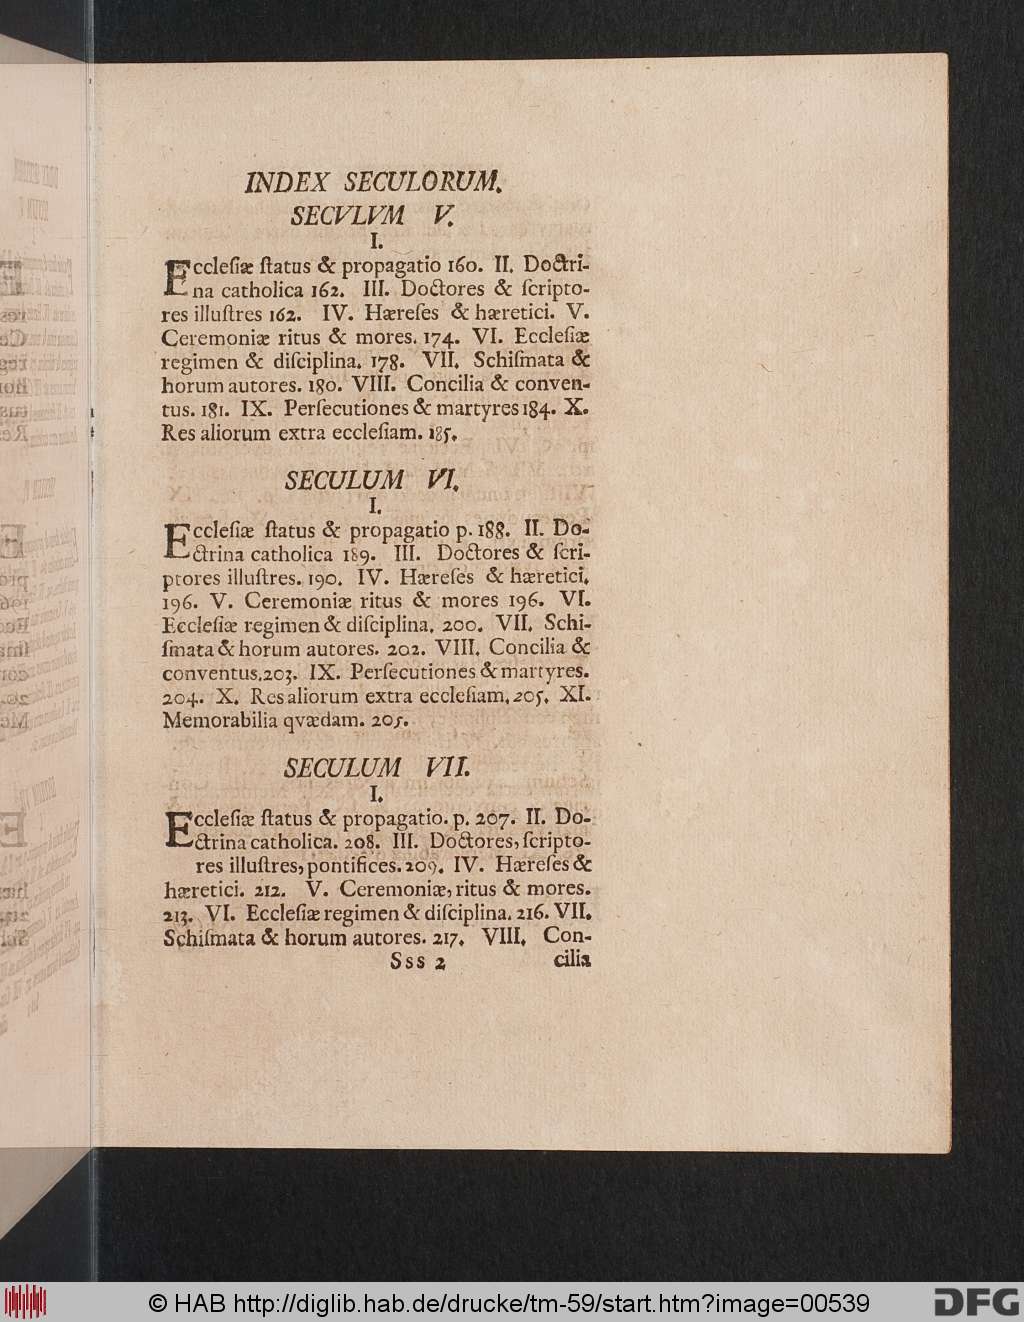 INDEX SECULORUM.
SECVLVM V.
I.
Eccleſiæ ſtatus & propagatio 160. II. Doctri-
na catholica 162. III. Doctores & ſcripto-
res illuſtres 162. IV. Hæreſes & hæretici. V.
Ceremoniæ ritus & mores. 174. VI. Eccleſiæ
regimen & diſciplina. 178. VII. Schiſmata &
horum autores. 180. VIII. Concilia & conven-
tus. 181. IX. Perſecutiones & martyres 184. X.
Res aliorum extra eccleſiam. 185.
SECULUM VI.
I.
Eccleſiæ ſtatus & propagatio p. 188. II. Do-
ctrina catholica 189. III. Doctores & ſcri-
ptores illuſtres. 190. IV. Hæreſes & hæretici.
196. V. Ceremoniæ ritus & mores 196. VI.
Eccleſiæ regimen & diſciplina. 200. VII. Schi-
ſmata & horum autores. 202. VIII. Concilia &
conventus. 203. IX. Perſecutiones & martyres.
204. X. Res aliorum extra eccleſiam. 205. XI.
Memorabilia qvædam. 205.
SECULUM VII.
I.
Eccleſiæ ſtatus & propagatio. p. 207. II. Do-
ctrina catholica. 208. III. Doctores, ſcripto-
res illuſtres, pontifices. 209. IV. Hæreſes &
hæretici. 212. V. Ceremoniæ, ritus & mores.
213. VI. Eccleſiæ regimen & diſciplina. 216. VII.
Schiſmata & horum autores. 217. VIII. Con-
Sss 2 cilia
© HAB http://diglib.hab.de/drucke/tm-59/start.htm?image=00539
DFG